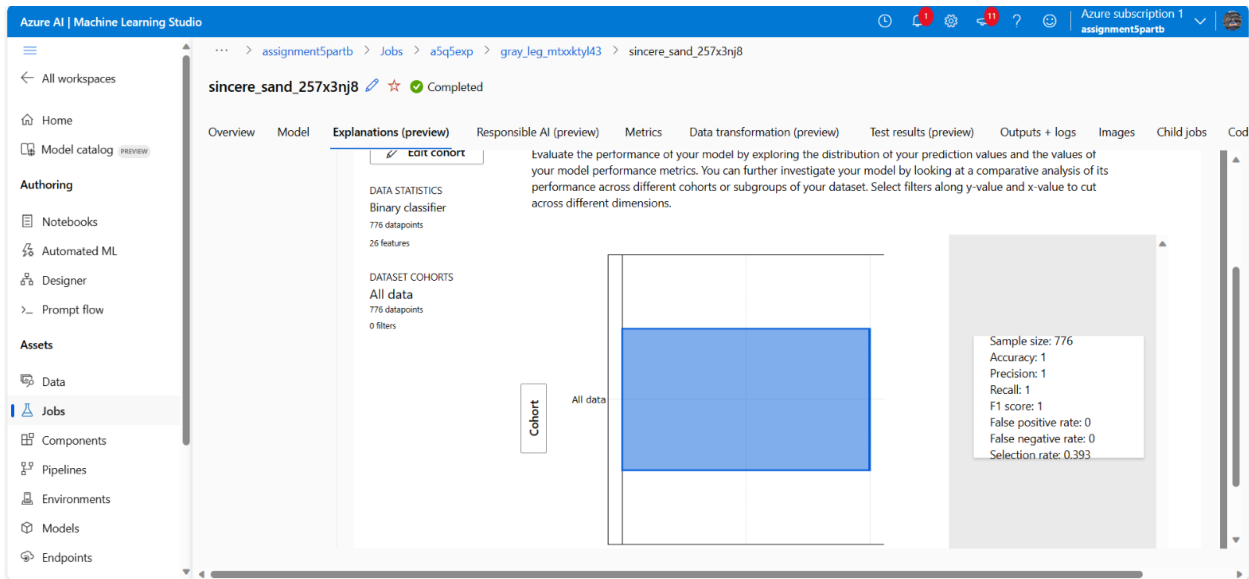 Azure AI | Machine Learning Studio
1
11
?
Azure subscription 1
assignment5partb
All workspaces
Home
Model catalog PREVIEW
Authoring
Notebooks
Automated ML
Designer
Prompt flow
Assets
Data
Jobs
Components
Pipelines
Environments
Models
Endpoints
... > assignment5partb > Jobs > a5q5exp > gray_leg_mtxxktyl43 > sincere_sand_257x3nj8
sincere_sand_257x3nj8 Completed
Overview Model Explanations (preview) Responsible AI (preview) Metrics Data transformation (preview) Test results (preview) Outputs + logs Images Child jobs Cod
Edit cohort
DATA STATISTICS
Binary classifier
776 datapoints
26 features
DATASET COHORTS
All data
776 datapoints
0 filters
Evaluate the performance of your model by exploring the distribution of your prediction values and the values of
your model performance metrics. You can further investigate your model by looking at a comparative analysis of its
performance across different cohorts or subgroups of your dataset. Select filters along y-value and x-value to cut
across different dimensions.
Cohort
All data
Sample size: 776
Accuracy: 1
Precision: 1
Recall: 1
F1 score: 1
False positive rate: 0
False negative rate: 0
Selection rate: 0.393